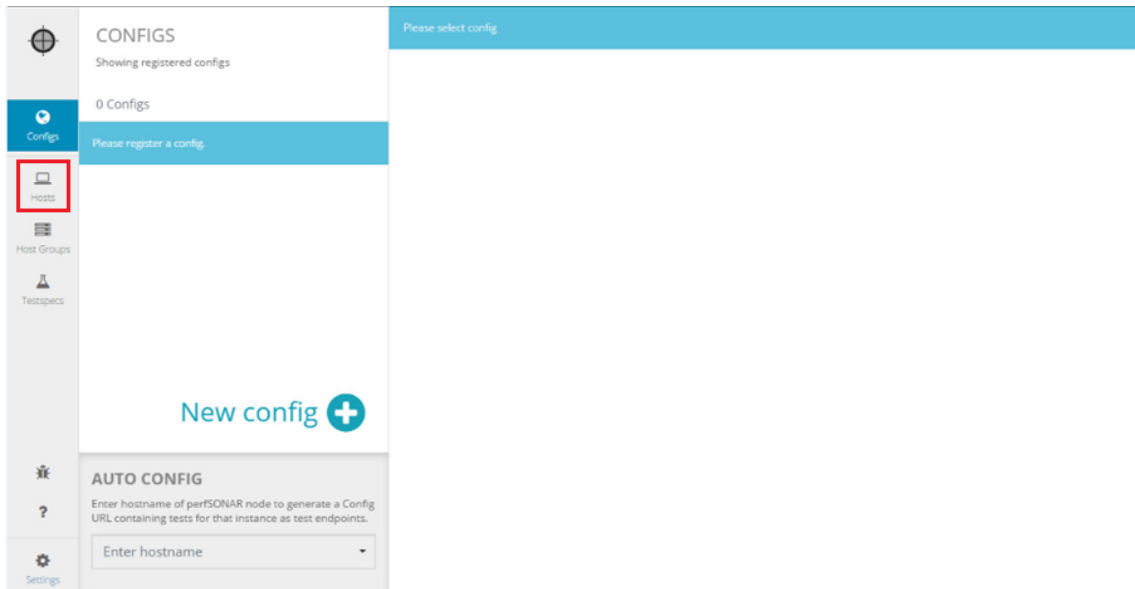 CONFIGS
Showing registered configs
0 Configs
Please register a config.
New config
AUTO CONFIG
Enter hostname of perfSONAR node to generate a Config
URL containing tests for that instance as test endpoints.
Enter hostname
Please select config
Configs
Hosts
Host Groups
Testspecs
?
Settings